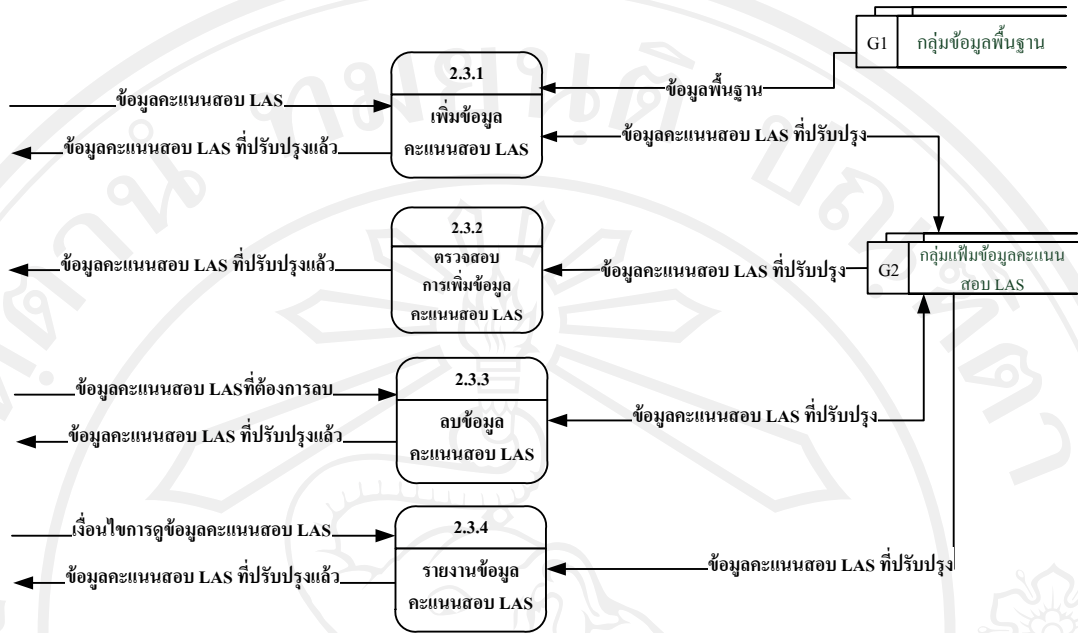 G1 กลุ่มข้อมูลพื้นฐาน
2.3.1
เพิ่มข้อมูล
คะแนนสอบ LAS
ข้อมูลคะแนนสอบ LAS
ข้อมูลคะแนนสอบ LAS ที่ปรับปรุงแล้ว
ข้อมูลพื้นฐาน
ข้อมูลคะแนนสอบ LAS ที่ปรับปรุง
2.3.2
ตรวจสอบ
การเพิ่มข้อมูล
คะแนนสอบ LAS
ข้อมูลคะแนนสอบ LAS ที่ปรับปรุงแล้ว
ข้อมูลคะแนนสอบ LAS ที่ปรับปรุง
G2 กลุ่มแฟ้มข้อมูลคะแนน
สอบ LAS
2.3.3
ลบข้อมูล
คะแนนสอบ LAS
ข้อมูลคะแนนสอบ LASที่ต้องการลบ
ข้อมูลคะแนนสอบ LAS ที่ปรับปรุงแล้ว
ข้อมูลคะแนนสอบ LAS ที่ปรับปรุง
2.3.4
รายงานข้อมูล
คะแนนสอบ LAS
เงื่อนไขการดูข้อมูลคะแนนสอบ LAS
ข้อมูลคะแนนสอบ LAS ที่ปรับปรุงแล้ว
ข้อมูลคะแนนสอบ LAS ที่ปรับปรุง